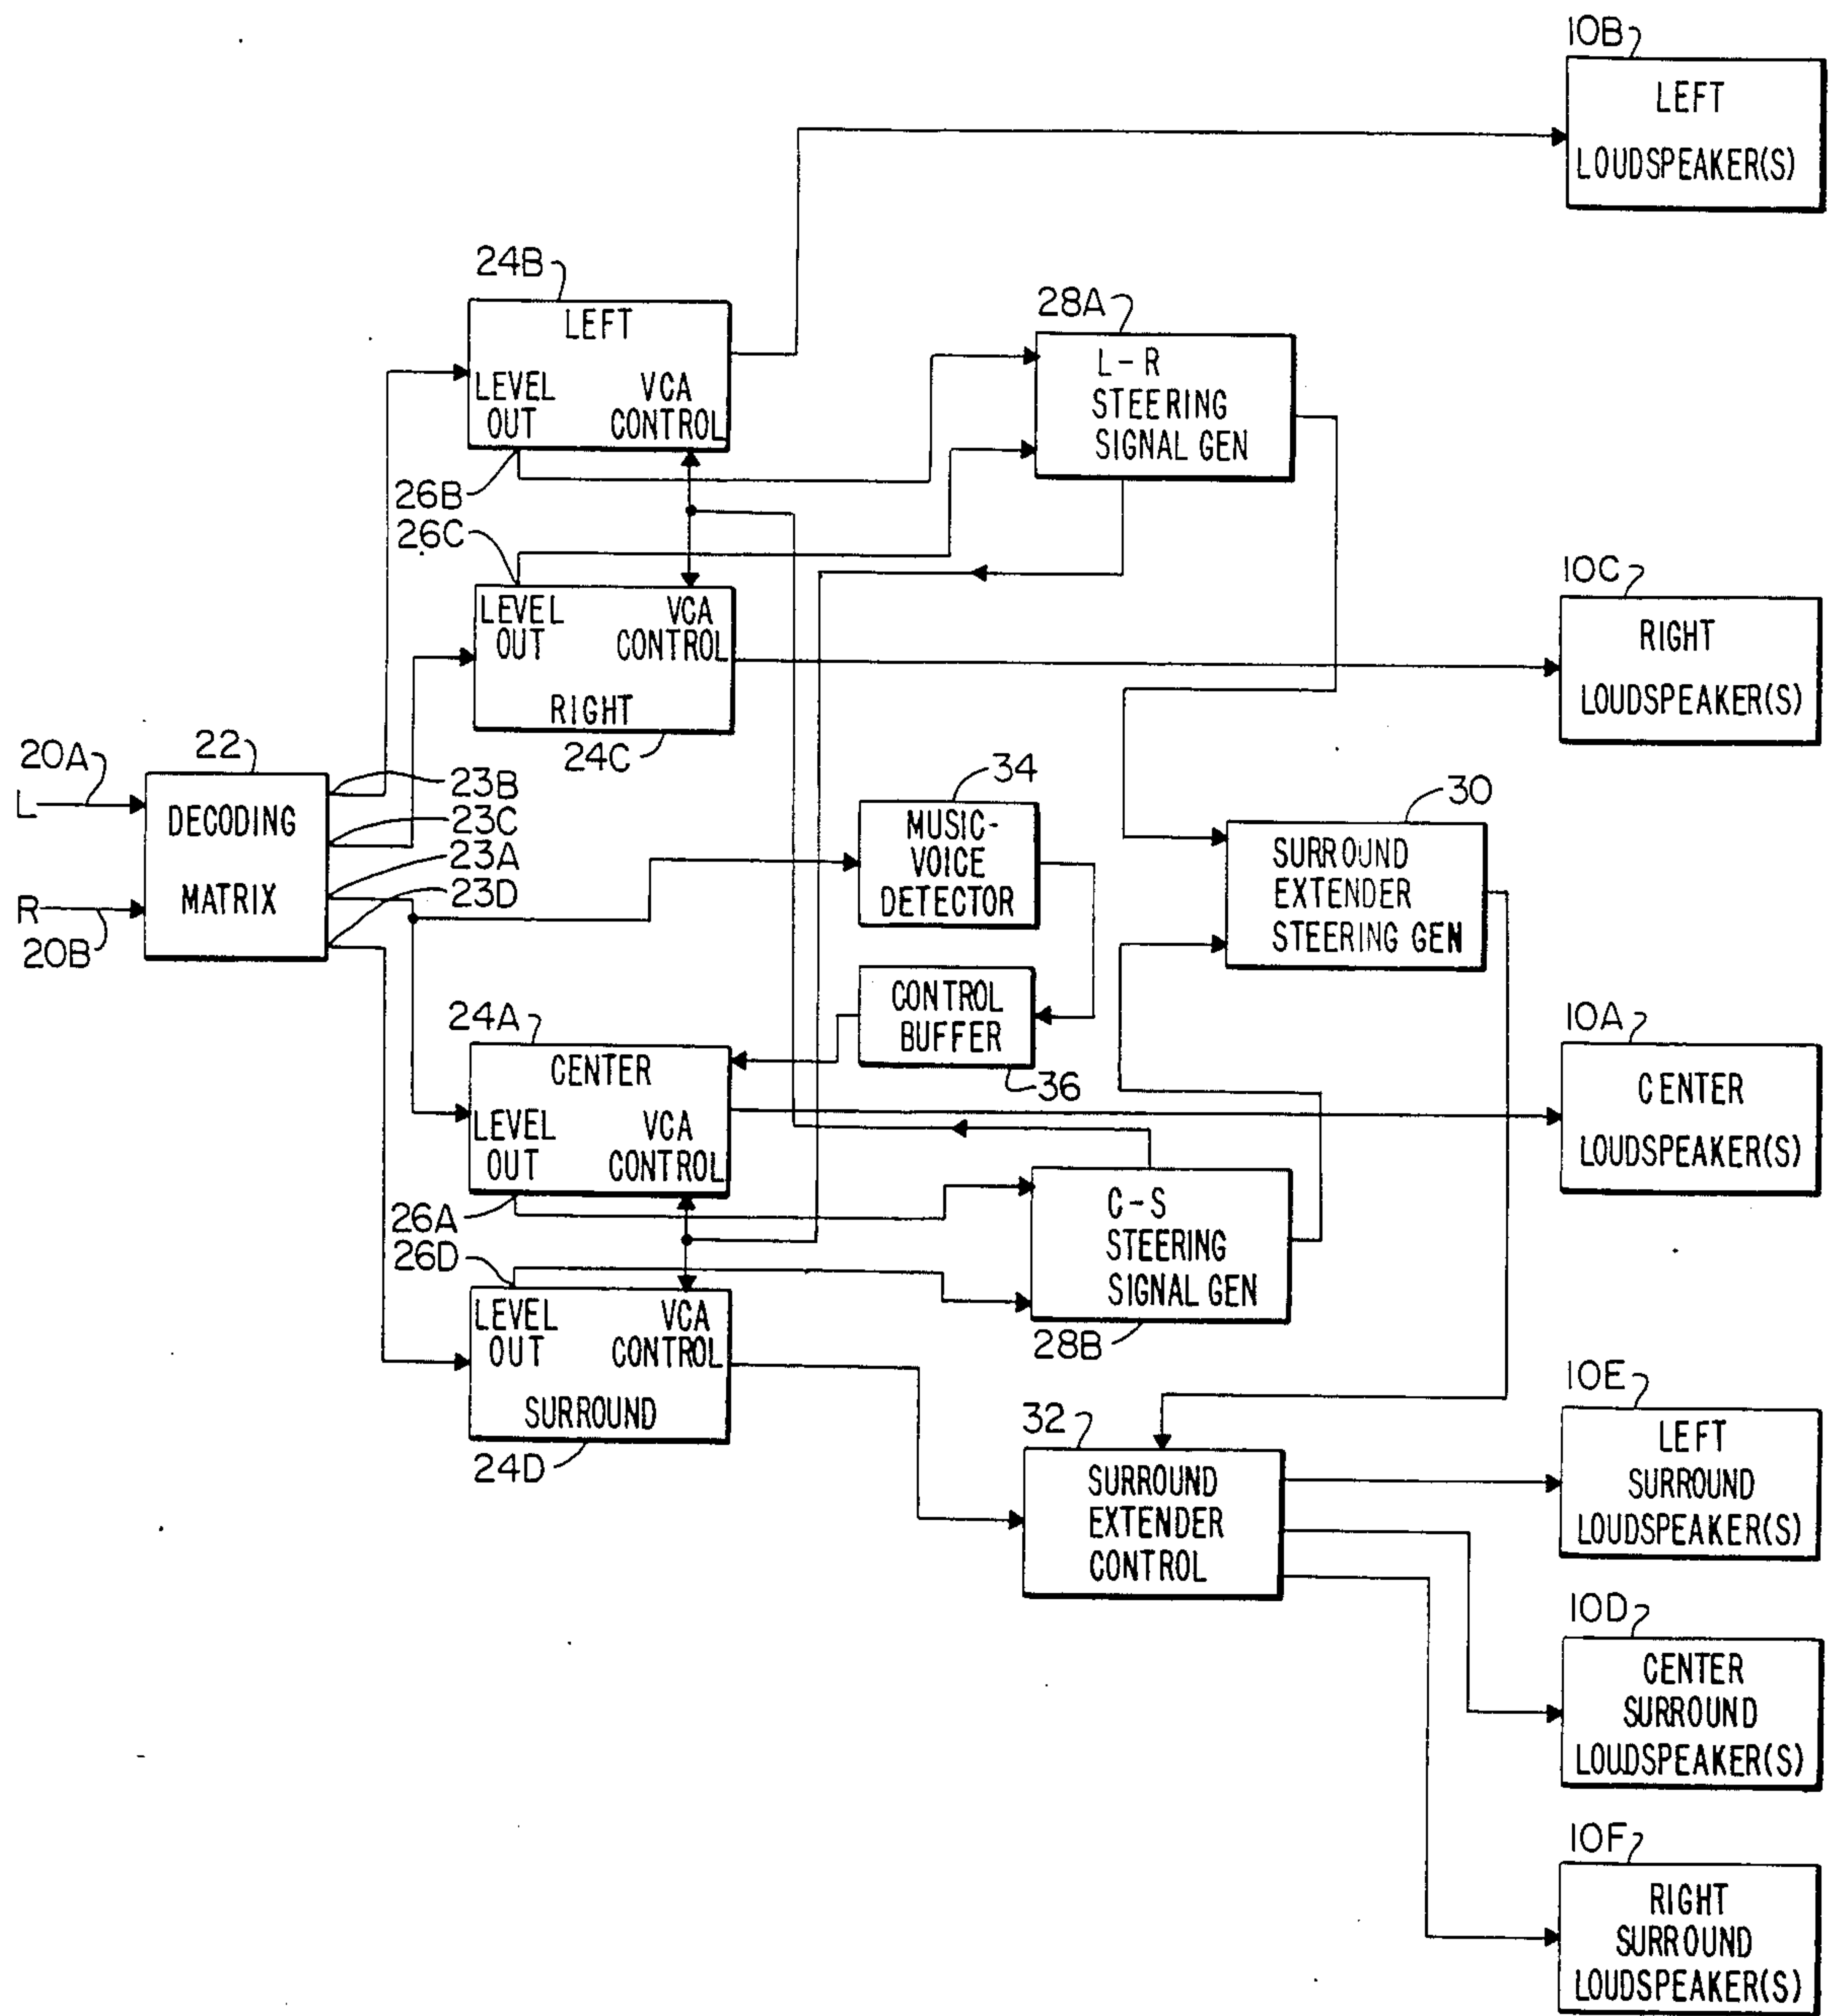 10B
LEFT
LOUDSPEAKER(S)
24B
LEFT
LEVEL OUT
VCA CONTROL
28A
L-R
STEERING
SIGNAL GEN
26B
26C
LEVEL OUT
VCA CONTROL
RIGHT
24C
10C
RIGHT
LOUDSPEAKER(S)
20A
L
R
20B
22
DECODING
MATRIX
23B
23C
23A
23D
34
MUSIC-
VOICE
DETECTOR
30
SURROUND
EXTENDER
STEERING GEN
CONTROL
BUFFER
36
24A
CENTER
LEVEL OUT
VCA CONTROL
10A
CENTER
LOUDSPEAKER(S)
26A
26D
C-S
STEERING
SIGNAL GEN
28B
LEVEL OUT
VCA CONTROL
SURROUND
24D
32
SURROUND
EXTENDER
CONTROL
10E
LEFT
SURROUND
LOUDSPEAKER(S)
10D
CENTER
SURROUND
LOUDSPEAKER(S)
10F
RIGHT
SURROUND
LOUDSPEAKER(S)